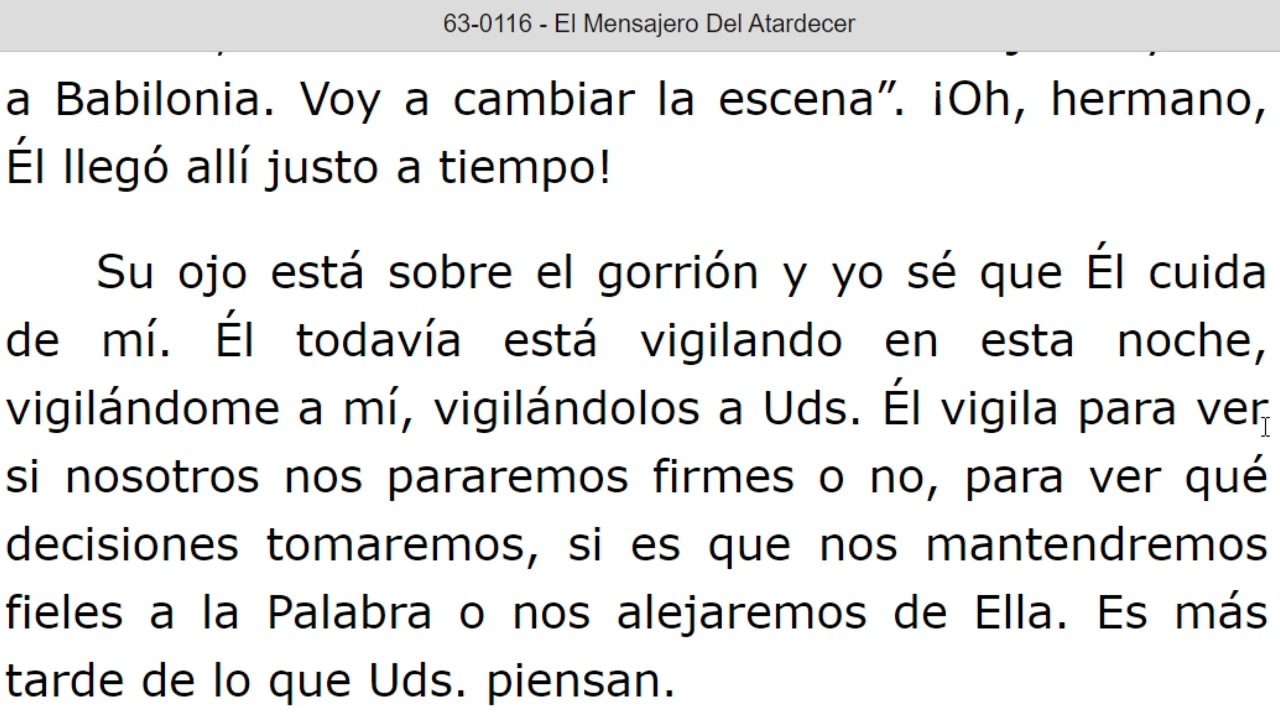 63-0116 - El Mensajero Del Atardecer
a Babilonia. Voy a cambiar la escena”. ¡Oh, hermano,
Él llegó allí justo a tiempo!
Su ojo está sobre el gorrión y yo sé que Él cuida
de mí. Él todavía está vigilando en esta noche,
vigilándome a mí, vigilándolos a Uds. Él vigila para ver
si nosotros nos pararemos firmes o no, para ver qué
decisiones tomaremos, si es que nos mantendremos
fieles a la Palabra o nos alejaremos de Ella. Es más
tarde de lo que Uds. piensan.